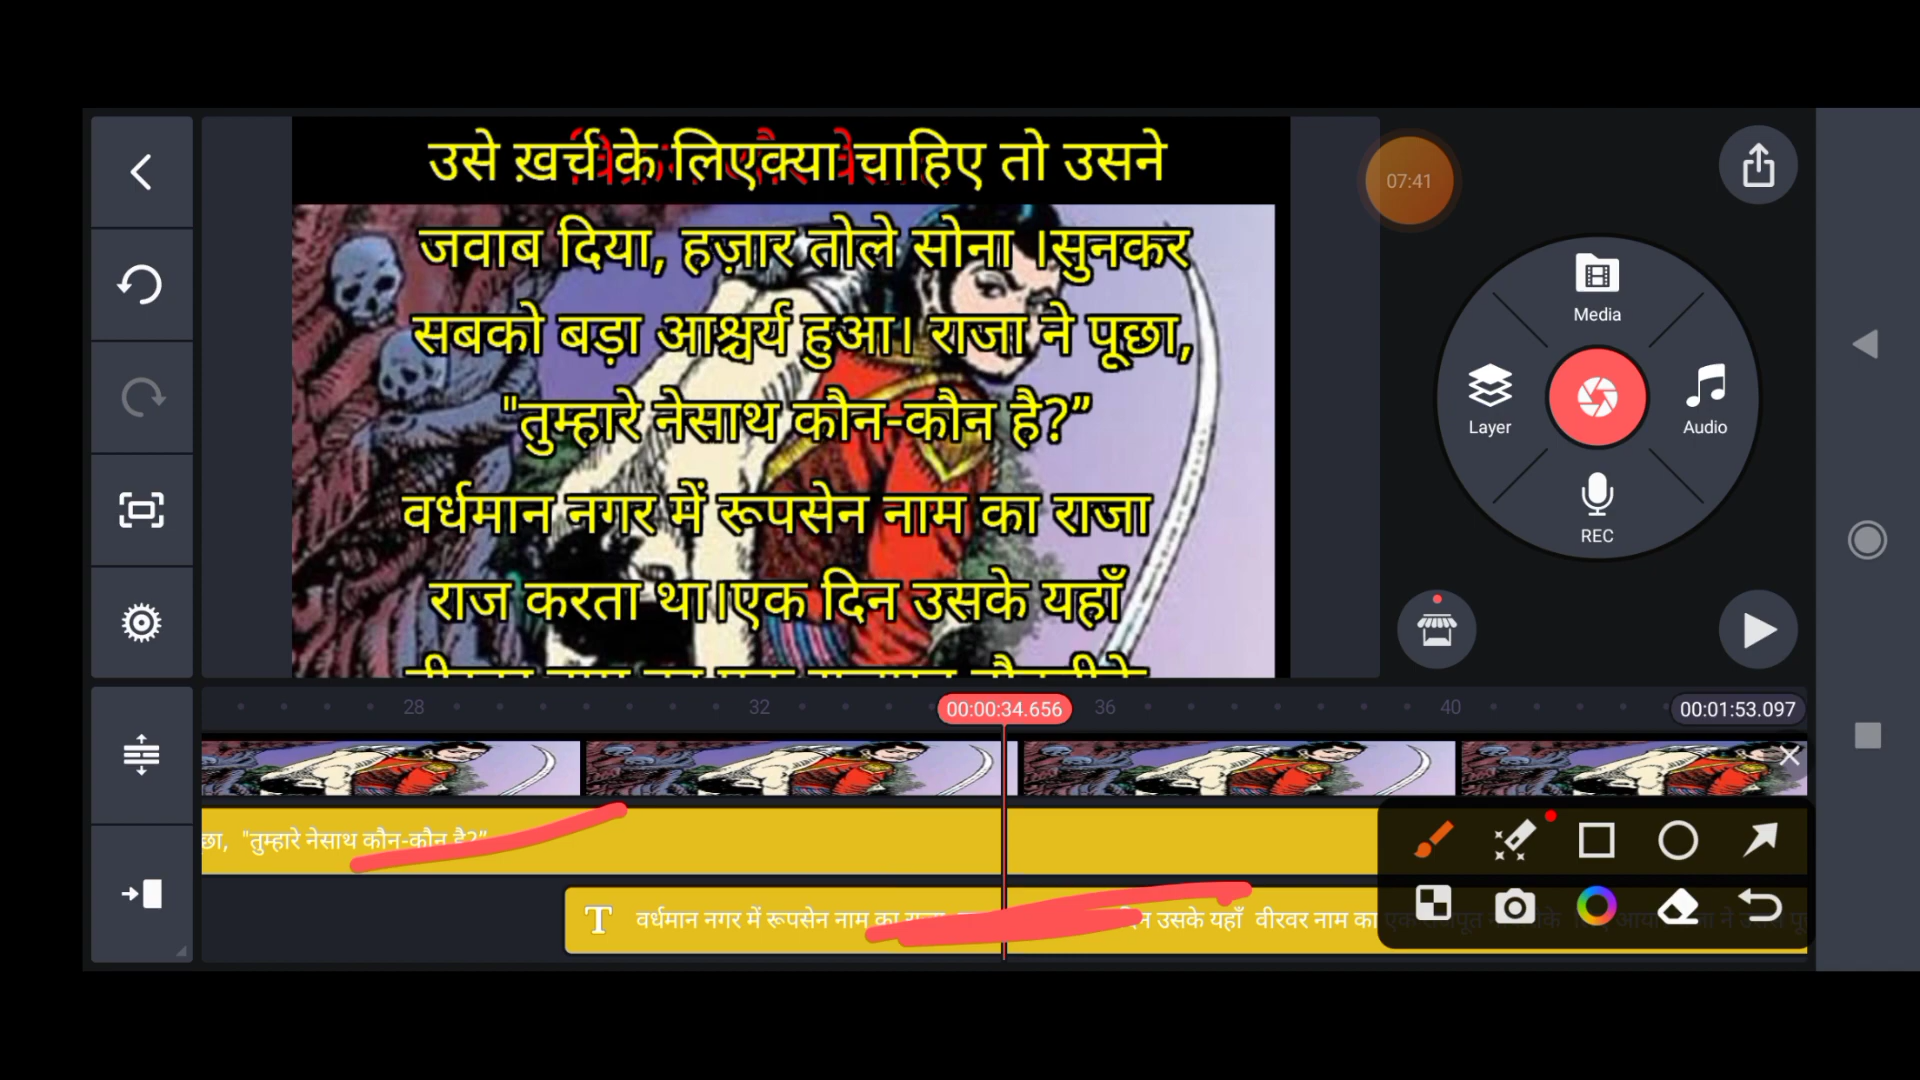 उसे ख़र्च के लिएक्या चाहिए तो उसने
07:41
जवाब दिया, हज़ार तोले सोना ।सुनकर
सबको बड़ा आश्चर्य हुआ। राजा ने पूछा,
"तुम्हारे नेसाथ कौन-कौन है?”
वर्धमान नगर में रूपसेन नाम का राजा
राज करता था।एक दिन उसके यहाँ
Media
Layer
Audio
REC
28
32
00:00:34.656
36
40
00:01:53.097
छा, "तुम्हारे नेसाथ कौन-कौन है?”
T वर्धमान नगर में रूपसेन नाम का उसके यहाँ वीरवर नाम का